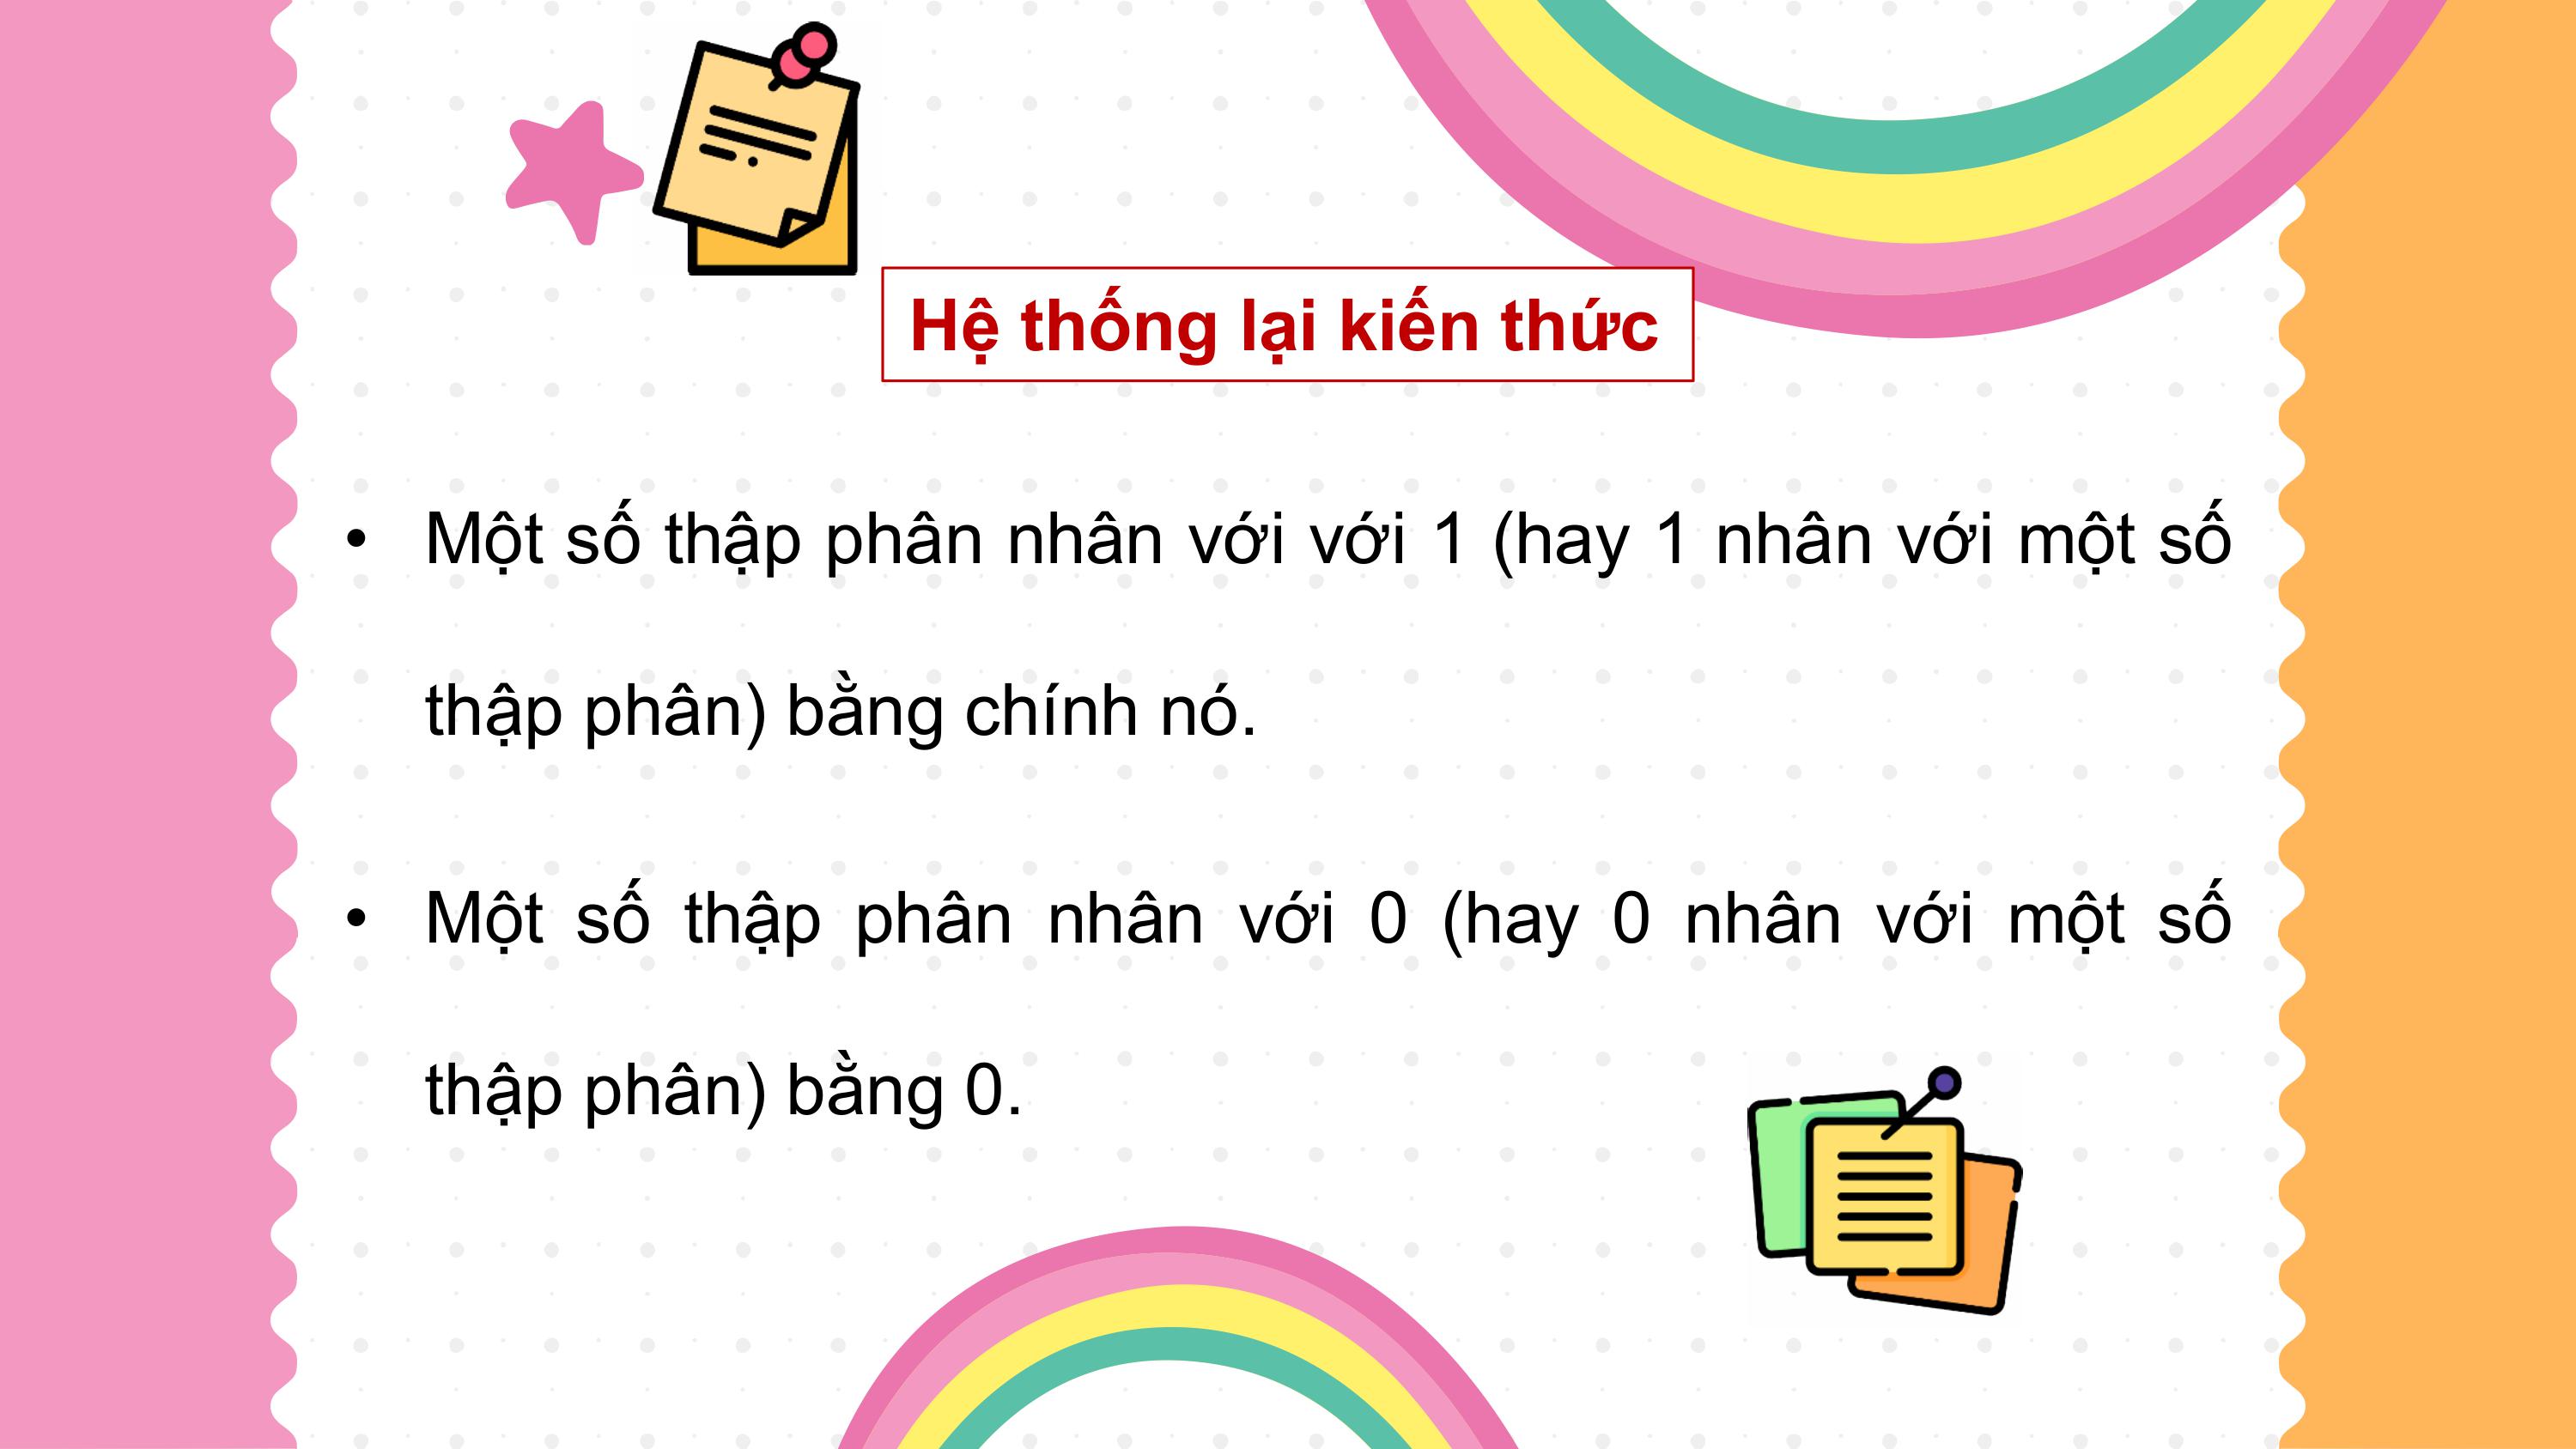 Hệ thống lại kiến thức
• Một số thập phân nhân với với 1 (hay 1 nhân với một số
thập phân) bằng chính nó.
• Một số thập phân nhân với 0 (hay 0 nhân với một số
thập phân) bằng 0.